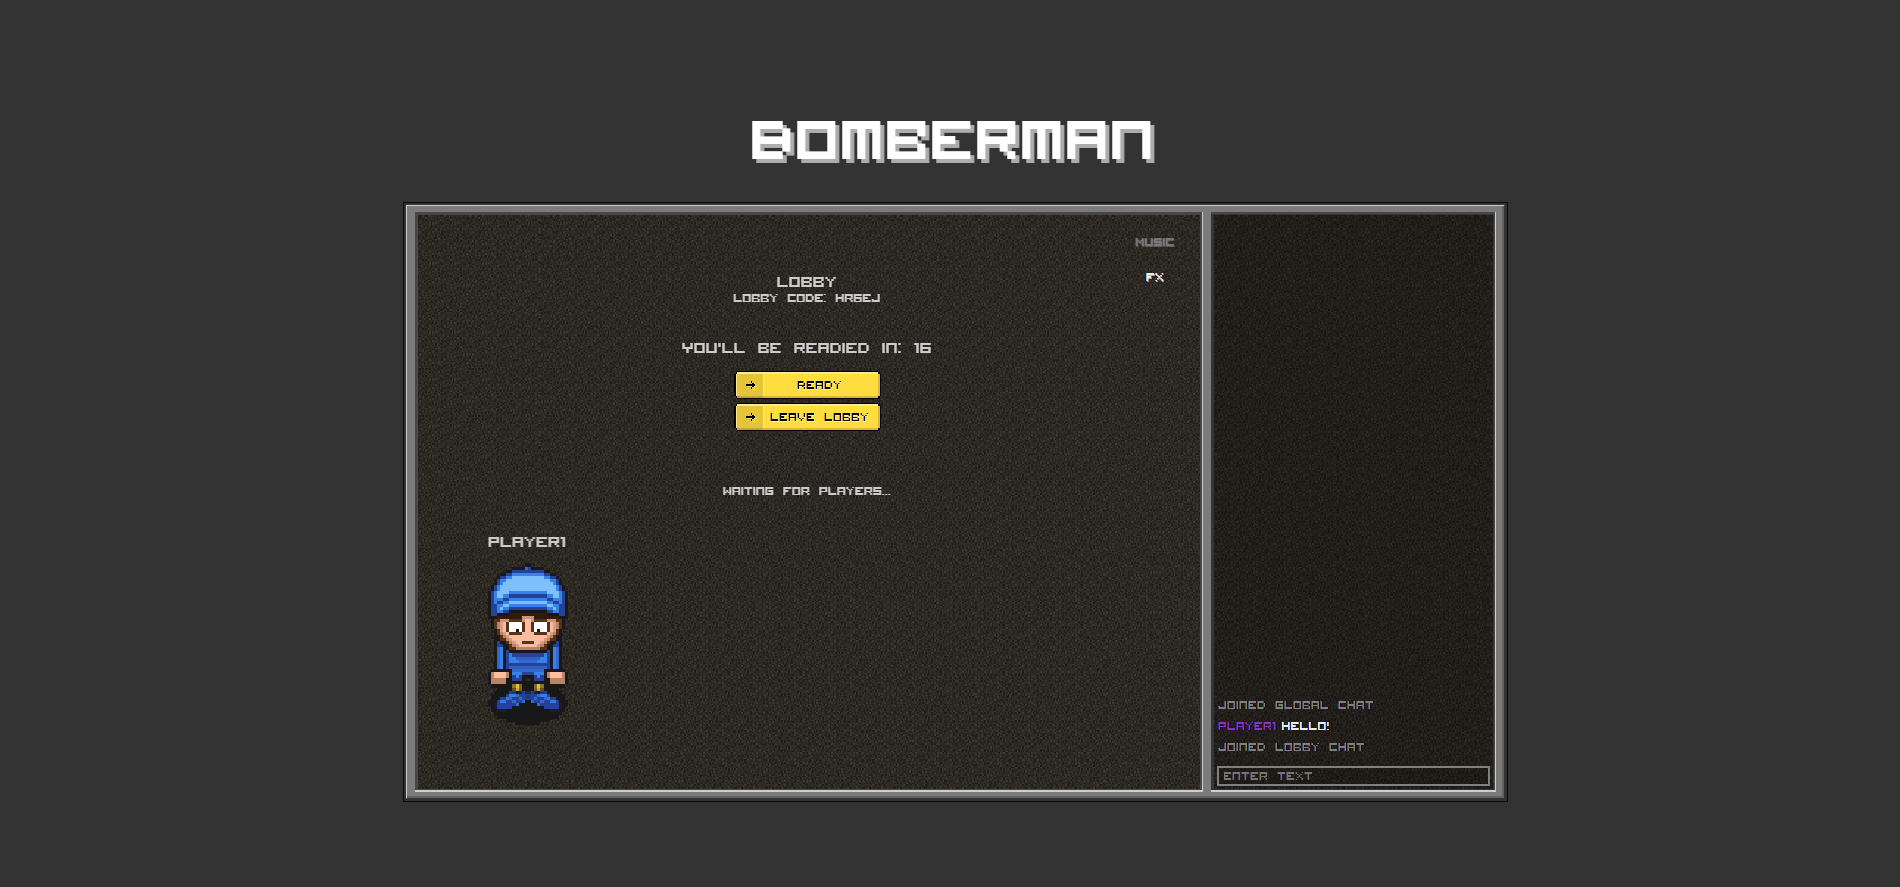 BOMBERMAN
MUSIC
FX
LOBBY
LOBBY CODE: HR6EJ
YOU'LL BE READIED IN: 16
→ READY
→ LEAVE LOBBY
WAITING FOR PLAYERS...
PLAYER1
JOINED GLOBAL CHAT
PLAYER1 HELLO!
JOINED LOBBY CHAT
ENTER TEXT